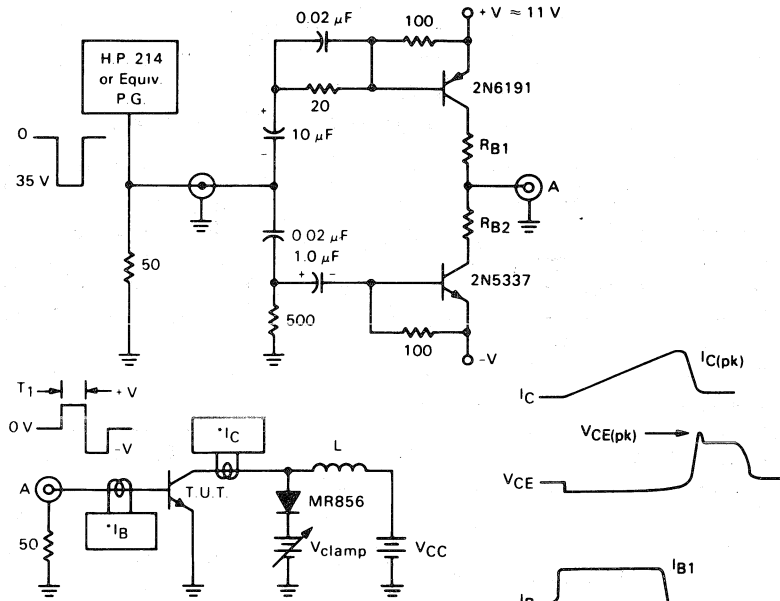 0.02 µF
100
+ V ≈ 11 V
H.P. 214
or Equiv.
P.G.
2N6191
20
+
10 µF
-
0
35 V
RB1
A
RB2
50
0 02 µF
1.0 µF
+ -
2N5337
500
100
-V
T1
+ V
0 V
-V
*IC
L
A
T.U.T.
MR856
*IB
50
Vclamp
VCC
IC(pk)
IC
VCE(pk)
VCE
IB1
IB